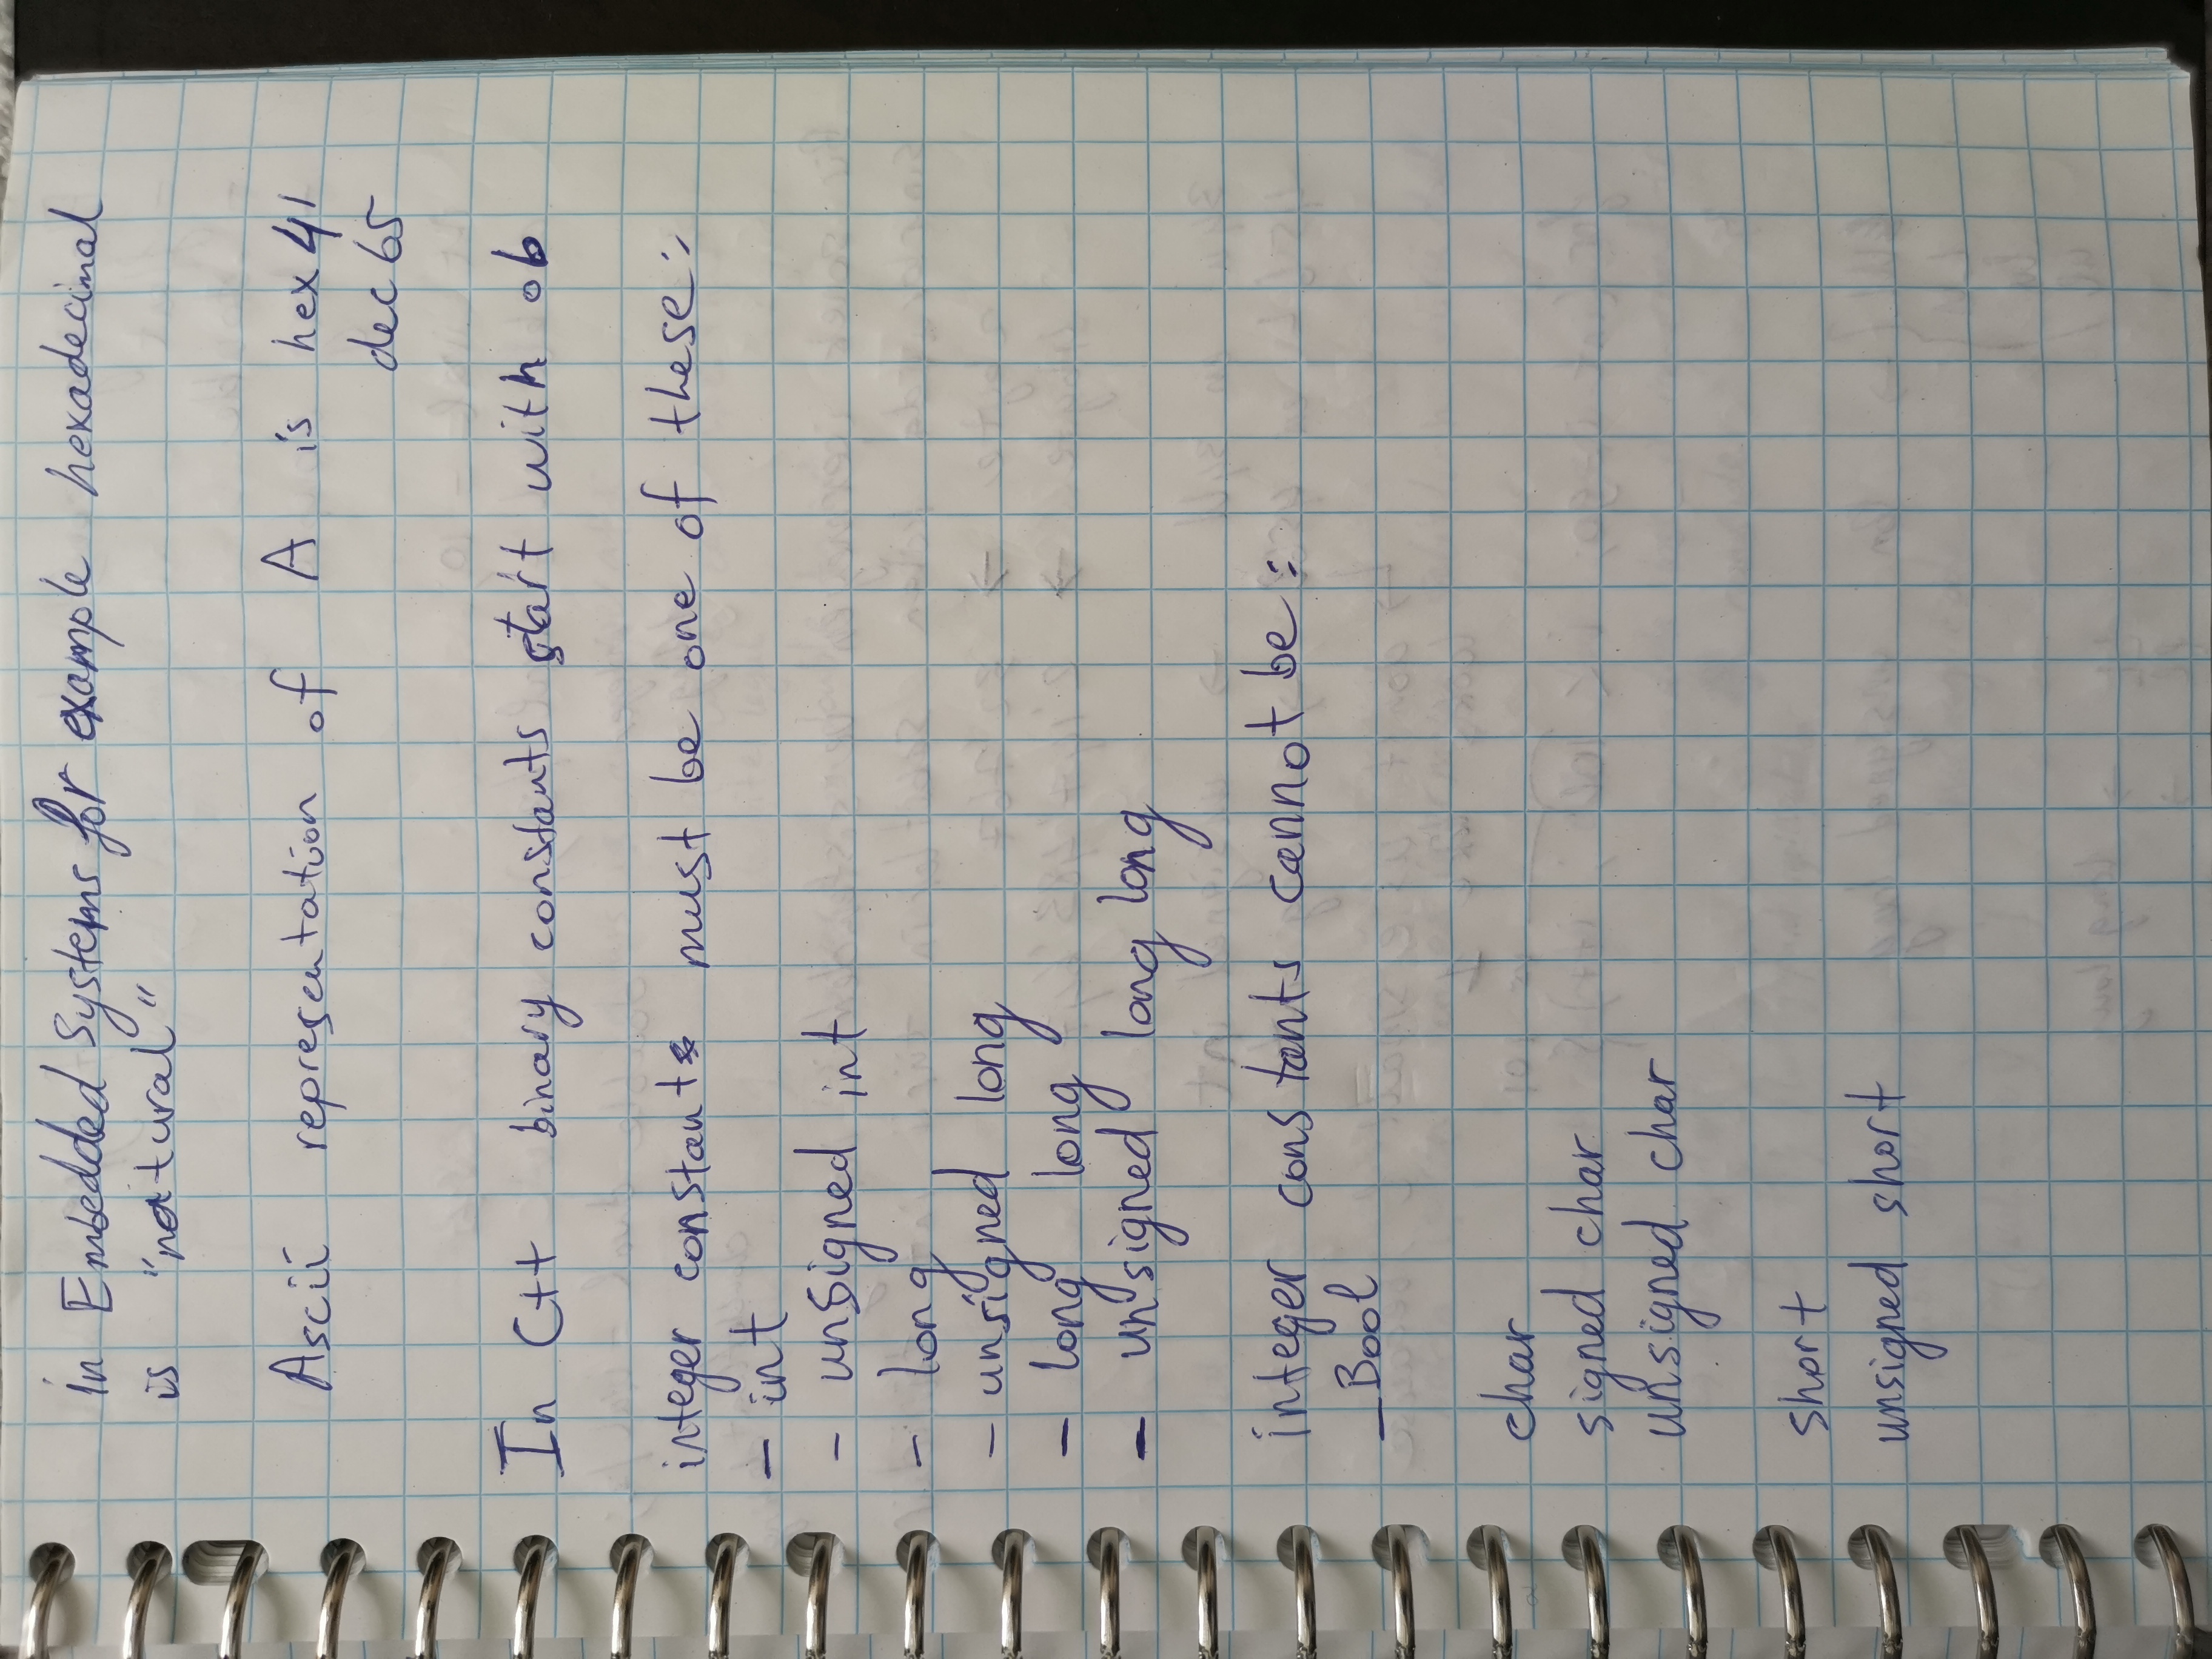 in Embedded Systems for example hexadecimal
is "natural"
Ascii representation of A is hex 41
dec 65
In C++ binary constants start with 0b
integer constants must be one of these:
- int
- unsigned int
- long
- unsigned long
- long long
- unsigned long long
integer constants cannot be:
_Bool
char
signed char
unsigned char
short
unsigned short